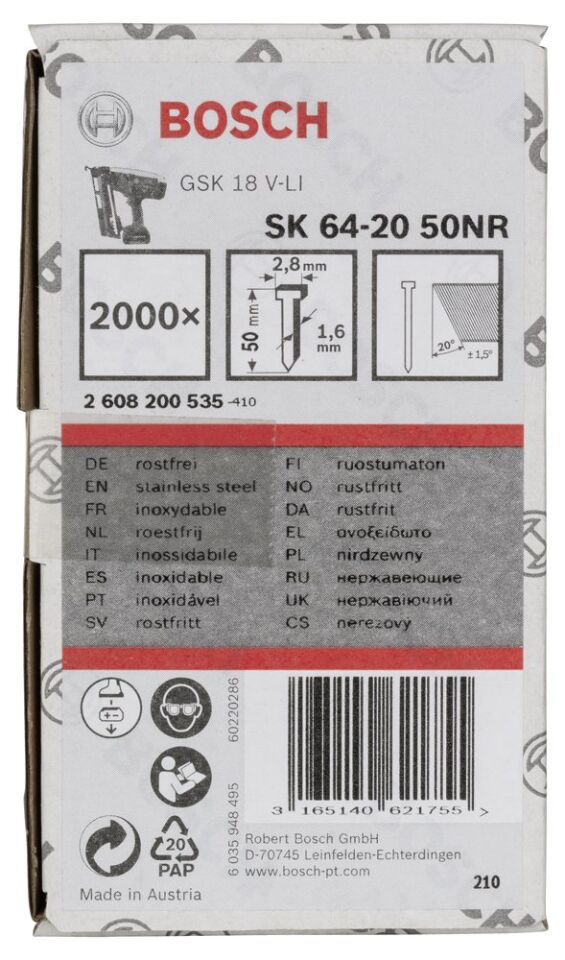 BOSCH
GSK 18 V-LI
SK 64-20 50NR
2000×
2,8 mm
50 mm
1,6 mm
20°
± 1,5°
2 608 200 535 -410
DE rostfrei
EN stainless steel
FR inoxydable
NL roestfrij
IT inossidabile
ES inoxidable
PT inoxidável
SV rostfritt
FI ruostumaton
NO rustfritt
DA rustfrit
EL ανοξείδωτο
PL nirdzewny
RU нержавеющие
UK нержавіючий
CS nerezový
60220286
6 035 948 495
3 165140 621755 >
20
PAP
Robert Bosch GmbH
D-70745 Leinfelden-Echterdingen
www.bosch-pt.com
Made in Austria
210